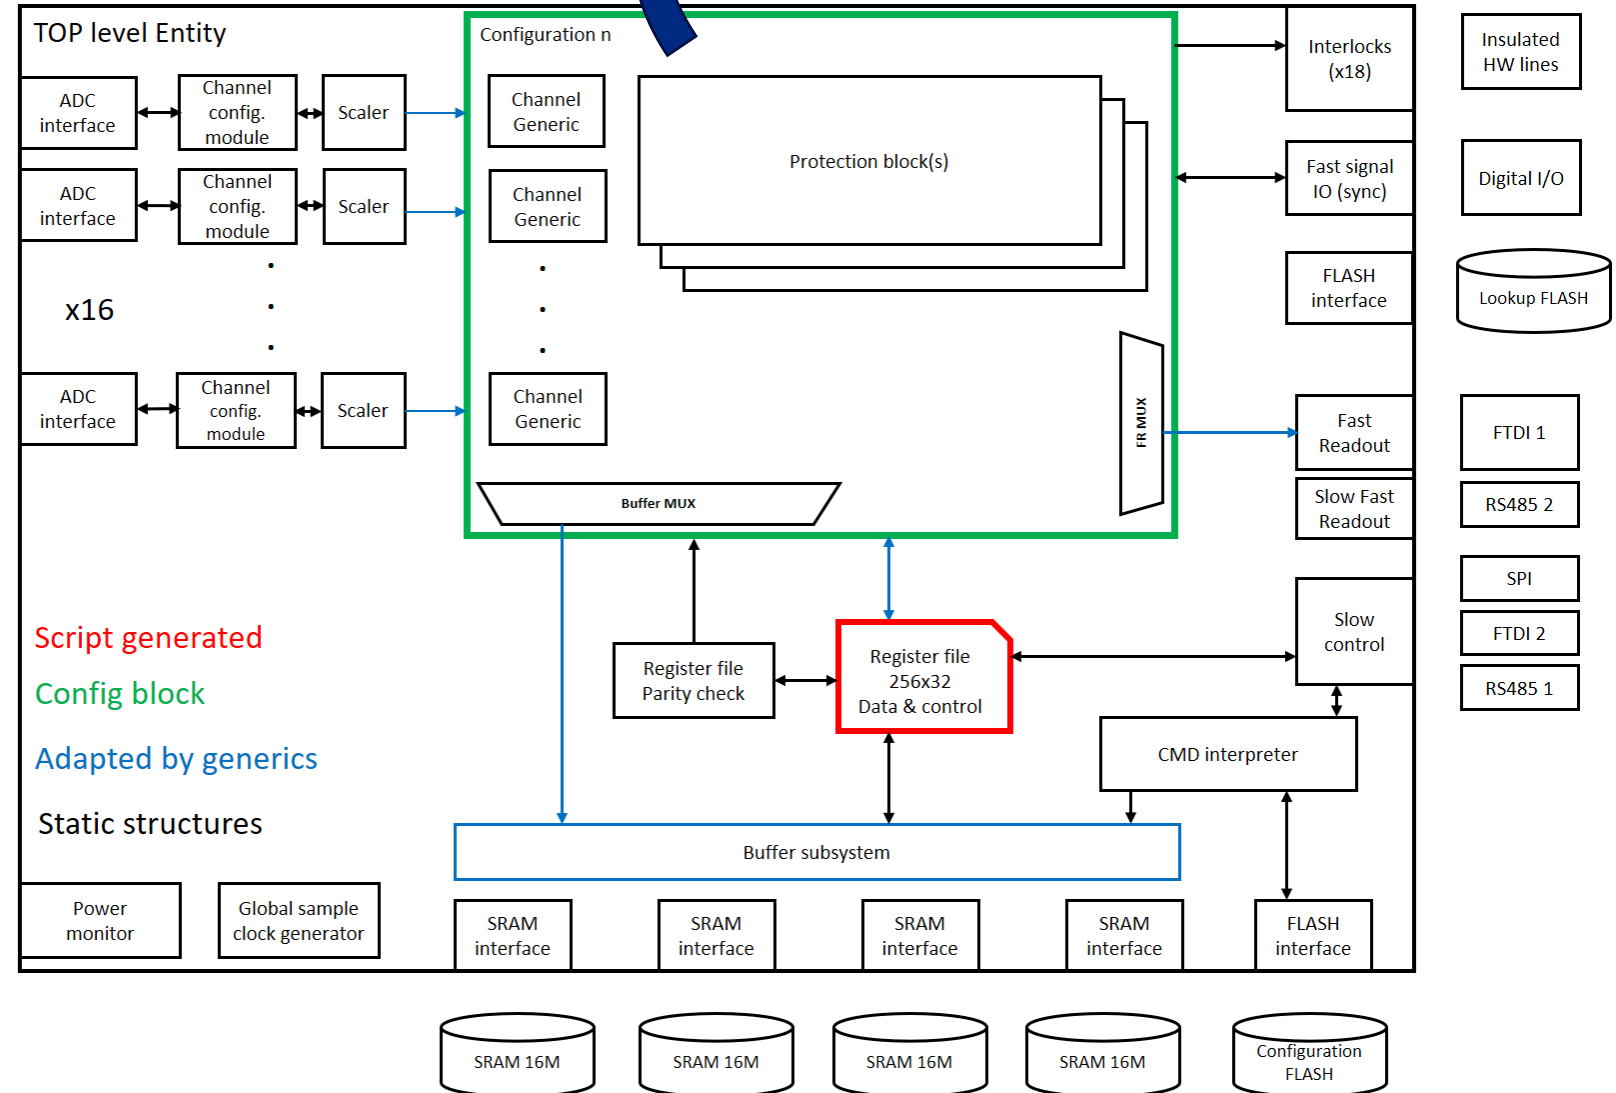 TOP level Entity
ADC
interface
Channel
config.
module
Scaler
ADC
interface
Channel
config.
module
Scaler
x16
ADC
interface
Channel
config.
module
Scaler
Configuration n
Channel
Generic
Channel
Generic
Channel
Generic
Protection block(s)
FR MUX
Buffer MUX
Interlocks
(x18)
Fast signal
IO (sync)
FLASH
interface
Fast
Readout
Slow Fast
Readout
Slow
control
Insulated
HW lines
Digital I/O
Lookup FLASH
FTDI 1
RS485 2
SPI
FTDI 2
RS485 1
Script generated
Config block
Adapted by generics
Static structures
Register file
Parity check
Register file
256x32
Data & control
CMD interpreter
Buffer subsystem
Power
monitor
Global sample
clock generator
SRAM
interface
SRAM
interface
SRAM
interface
SRAM
interface
FLASH
interface
SRAM 16M
SRAM 16M
SRAM 16M
SRAM 16M
Configuration
FLASH